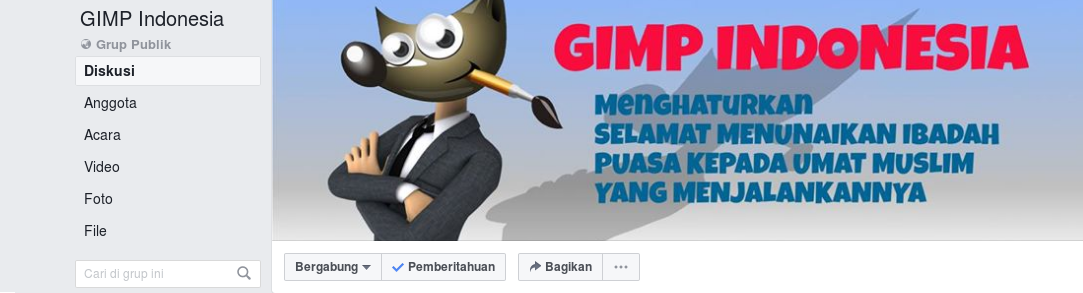 GIMP Indonesia
Grup Publik
Diskusi
Anggota
Acara
Video
Foto
File
Cari di grup ini
GIMP INDONESIA
MENGHATURKAN
SELAMAT MENUNAIKAN IBADAH
PUASA KEPADA UMAT MUSLIM
YANG MENJALANKANNYA
Bergabung
Pemberitahuan
Bagikan